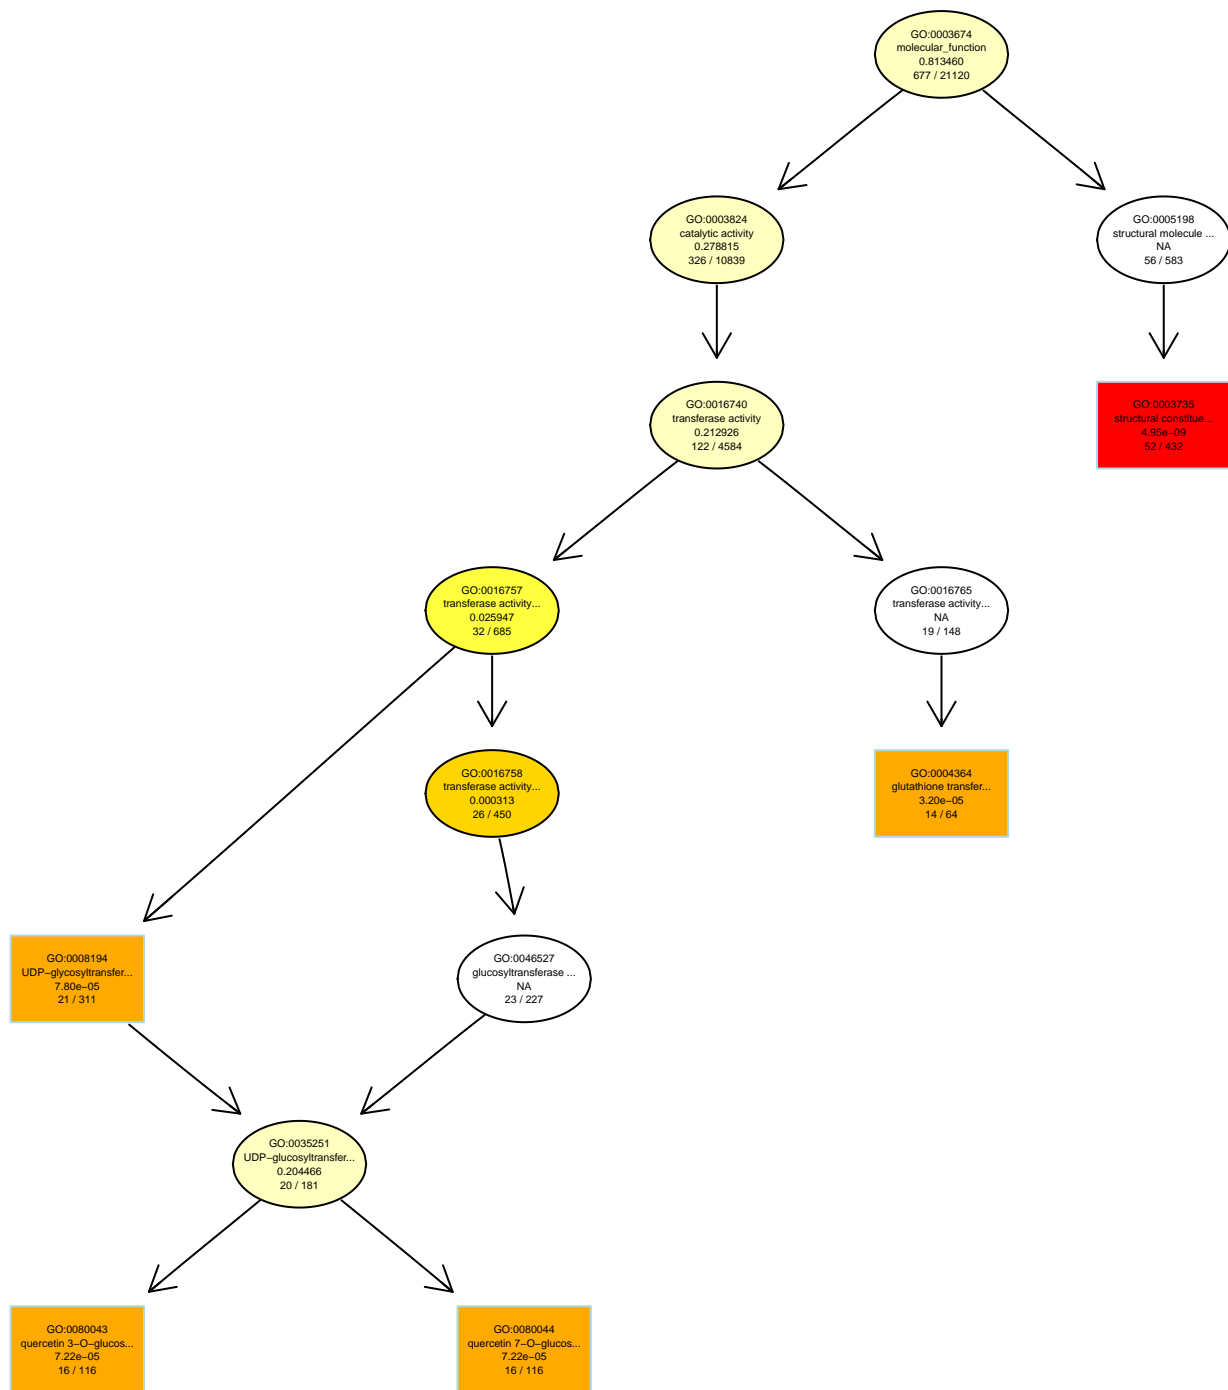 GO:0003674
molecular_function
0.813460
677 / 21120
GO:0003824
catalytic activity
0.278815
326 / 10839
GO:0005198
structural molecule ...
NA
56 / 583
GO:0016740
transferase activity
0.212926
122 / 4584
GO:0003735
structural constitue...
4.95e−09
52 / 432
GO:0016757
transferase activity...
0.025947
32 / 685
GO:0016765
transferase activity...
NA
19 / 148
GO:0016758
transferase activity...
0.000313
26 / 450
GO:0004364
glutathione transfer...
3.20e−05
14 / 64
GO:0008194
UDP−glycosyltransfer...
7.80e−05
21 / 311
GO:0046527
glucosyltransferase ...
NA
23 / 227
GO:0035251
UDP−glucosyltransfer...
0.204466
20 / 181
GO:0080043
quercetin 3−O−glucos...
7.22e−05
16 / 116
GO:0080044
quercetin 7−O−glucos...
7.22e−05
16 / 116